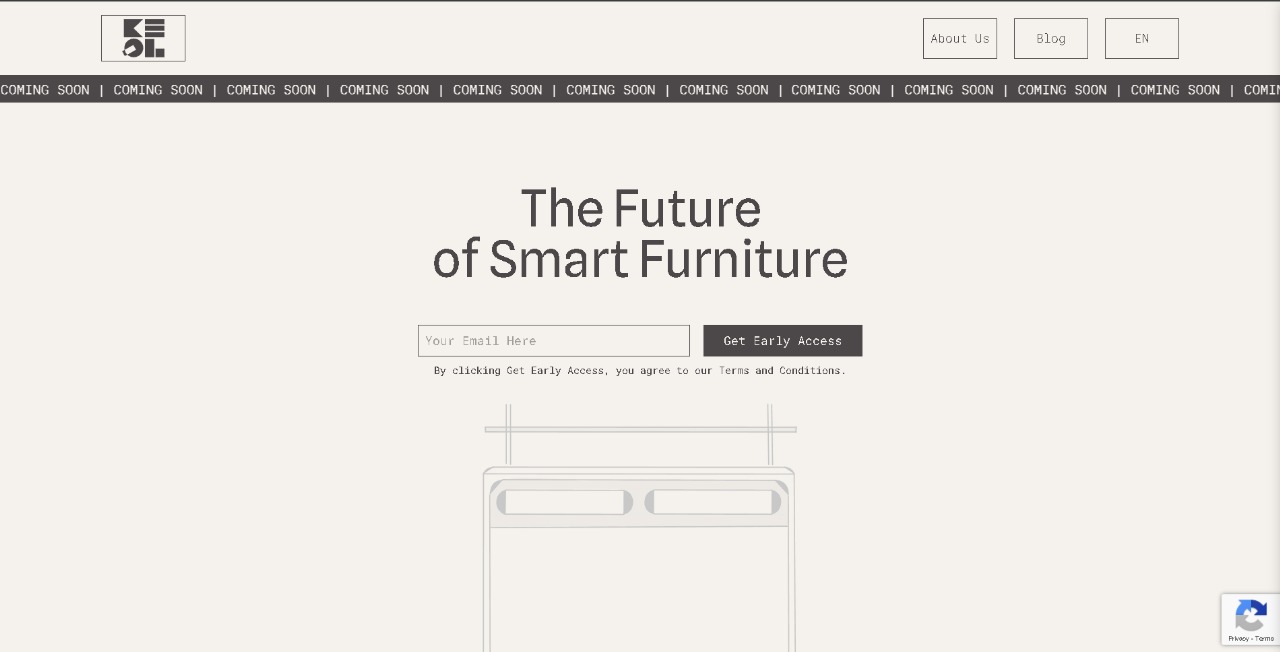 KE
OL.
About Us
Blog
EN
COMING SOON | COMING SOON | COMING SOON | COMING SOON | COMING SOON | COMING SOON | COMING SOON | COMING SOON | COMING SOON | COMING SOON | COMING SOON | COMIN
The Future
of Smart Furniture
Your Email Here
Get Early Access
By clicking Get Early Access, you agree to our Terms and Conditions.
Privacy - Terms